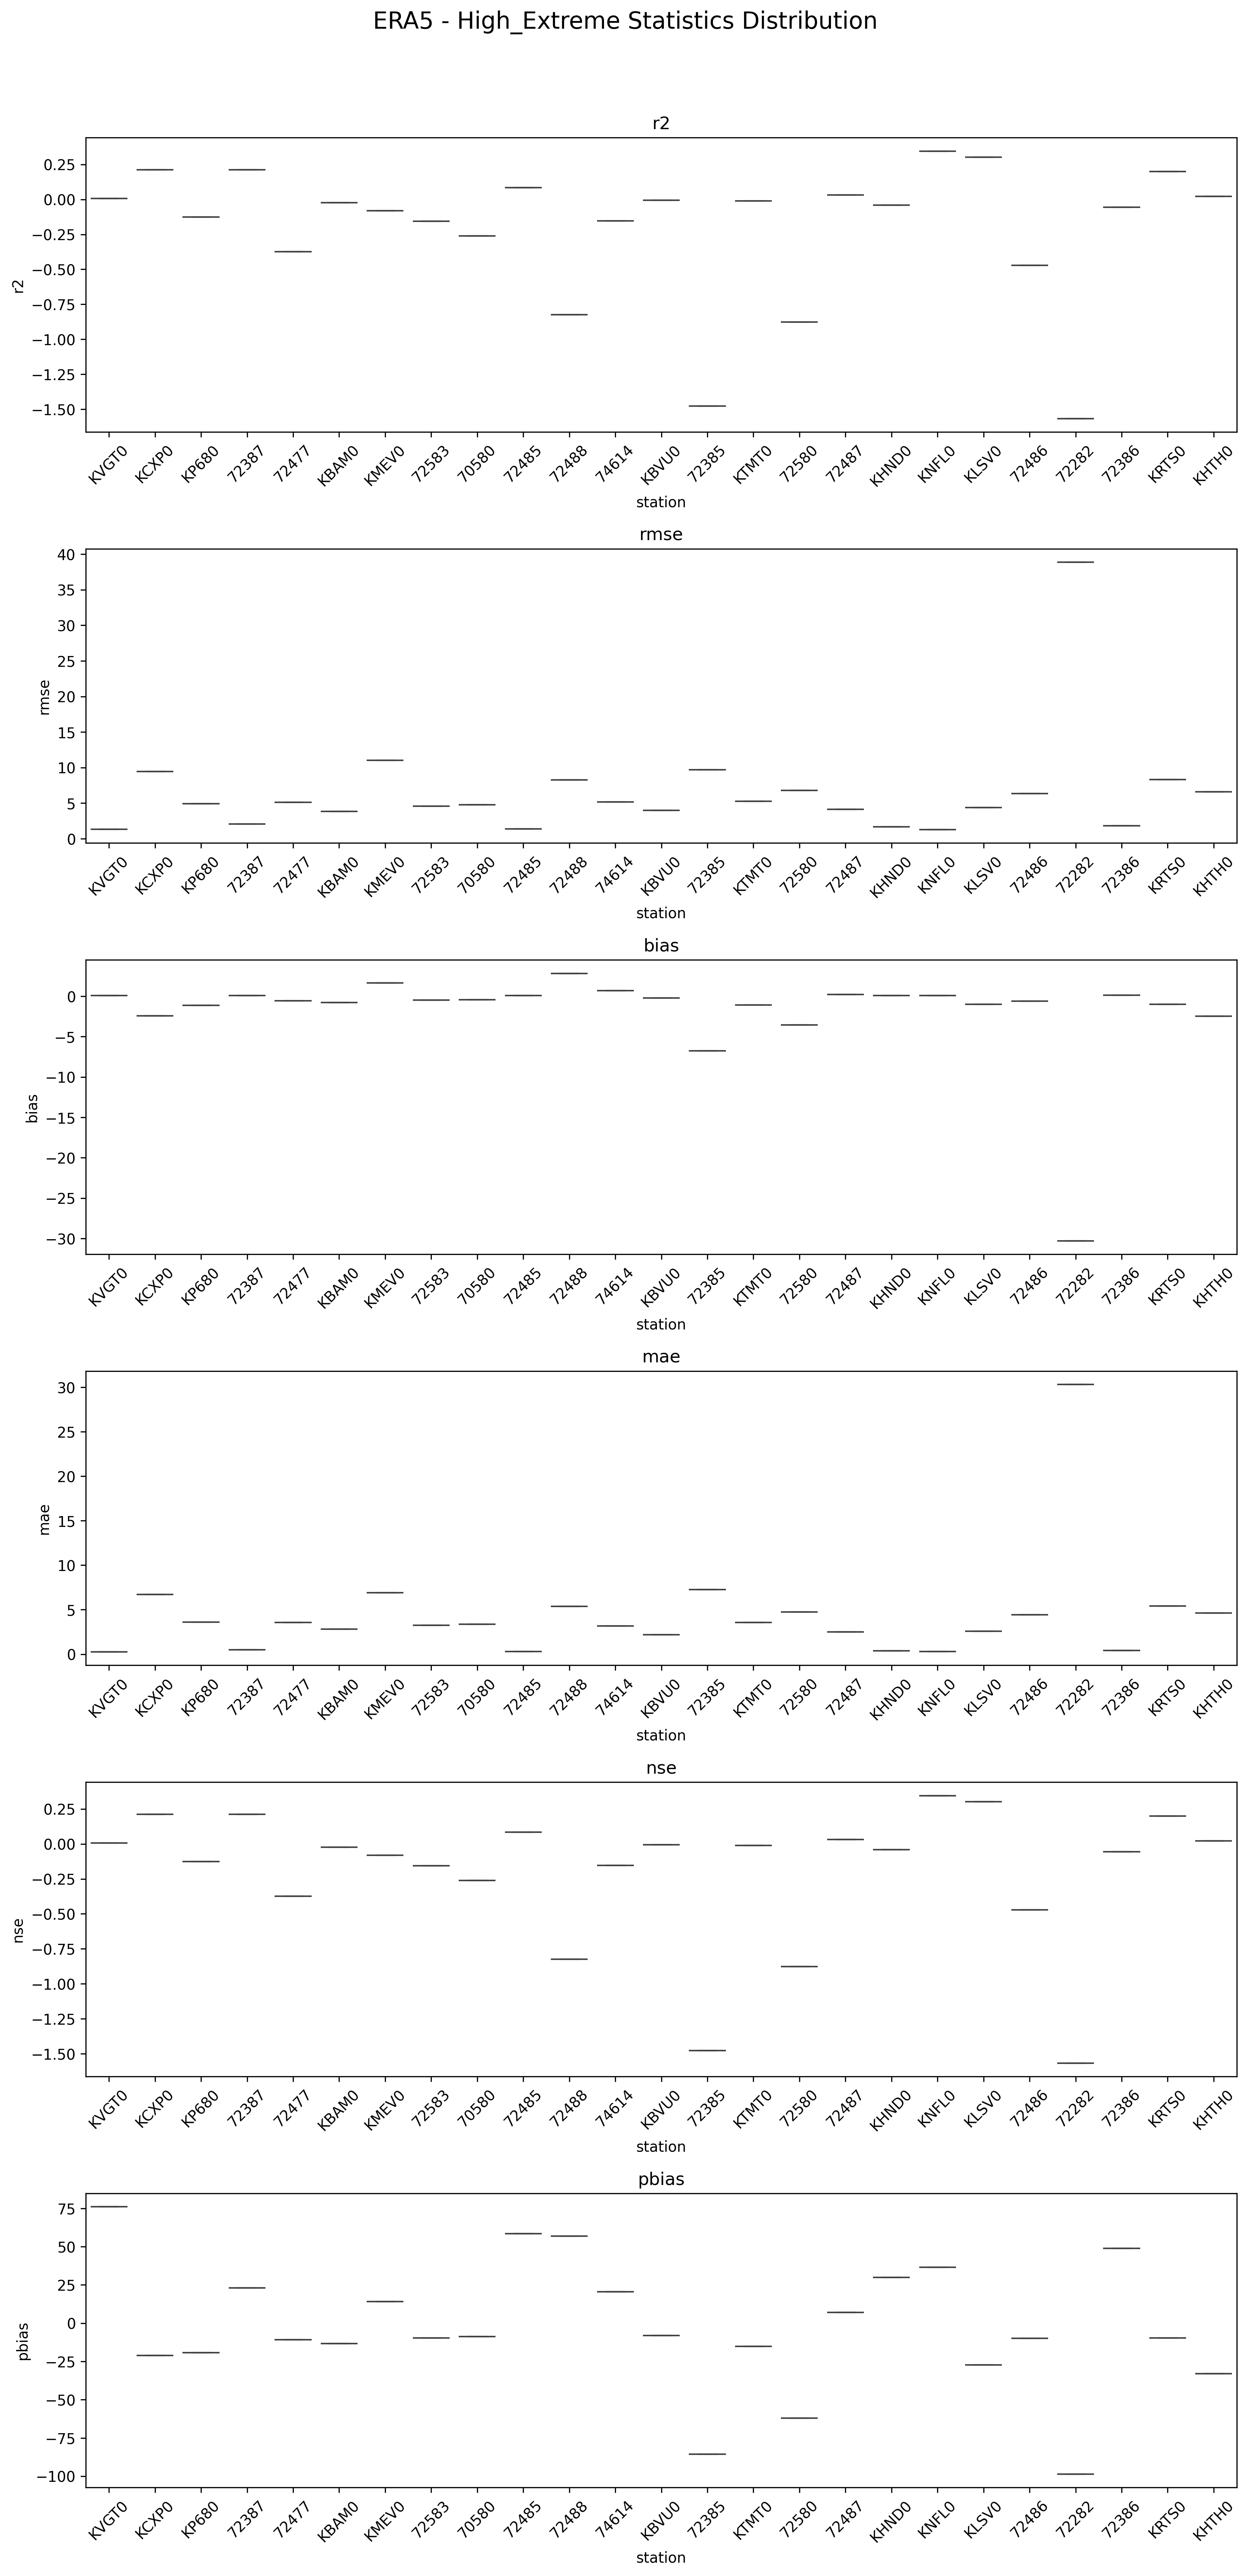 ERA5 - High_Extreme Statistics Distribution
r2
0.25
0.00
−0.25
−0.50
−0.75
−1.00
−1.25
−1.50
r2
KVGT0 KCXP0 KP680 72387 72477 KBAM0 KMEV0 72583 70580 72485 72488 74614 KBVU0 72385 KTMT0 72580 72487 KHND0 KNFL0 KLSV0 72486 72282 72386 KRTS0 KHTH0
station
rmse
40
35
30
25
20
15
10
5
0
rmse
KVGT0 KCXP0 KP680 72387 72477 KBAM0 KMEV0 72583 70580 72485 72488 74614 KBVU0 72385 KTMT0 72580 72487 KHND0 KNFL0 KLSV0 72486 72282 72386 KRTS0 KHTH0
station
bias
0
−5
−10
−15
−20
−25
−30
bias
KVGT0 KCXP0 KP680 72387 72477 KBAM0 KMEV0 72583 70580 72485 72488 74614 KBVU0 72385 KTMT0 72580 72487 KHND0 KNFL0 KLSV0 72486 72282 72386 KRTS0 KHTH0
station
mae
30
25
20
15
10
5
0
mae
KVGT0 KCXP0 KP680 72387 72477 KBAM0 KMEV0 72583 70580 72485 72488 74614 KBVU0 72385 KTMT0 72580 72487 KHND0 KNFL0 KLSV0 72486 72282 72386 KRTS0 KHTH0
station
nse
0.25
0.00
−0.25
−0.50
−0.75
−1.00
−1.25
−1.50
nse
KVGT0 KCXP0 KP680 72387 72477 KBAM0 KMEV0 72583 70580 72485 72488 74614 KBVU0 72385 KTMT0 72580 72487 KHND0 KNFL0 KLSV0 72486 72282 72386 KRTS0 KHTH0
station
pbias
75
50
25
0
−25
−50
−75
−100
pbias
KVGT0 KCXP0 KP680 72387 72477 KBAM0 KMEV0 72583 70580 72485 72488 74614 KBVU0 72385 KTMT0 72580 72487 KHND0 KNFL0 KLSV0 72486 72282 72386 KRTS0 KHTH0
station